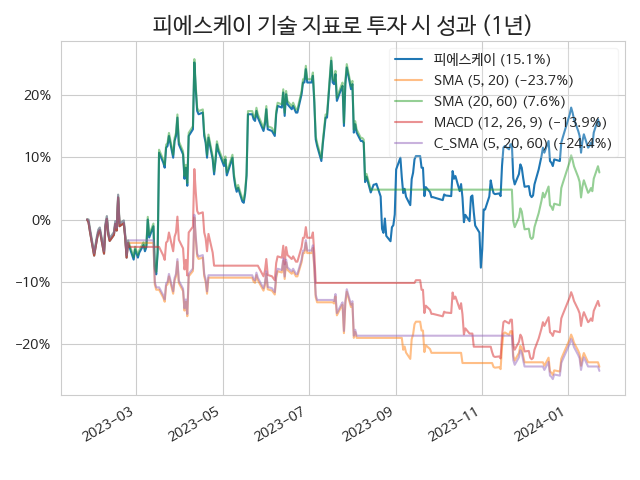 피에스케이 기술 지표로 투자 시 성과 (1년)
피에스케이 (15.1%)
SMA (5, 20) (−23.7%)
SMA (20, 60) (7.6%)
MACD (12, 26, 9) (−13.9%)
C_SMA (5, 20, 60) (−24.4%)
20%
10%
0%
−10%
−20%
2023−03
2023−05
2023−07
2023−09
2023−11
2024−01